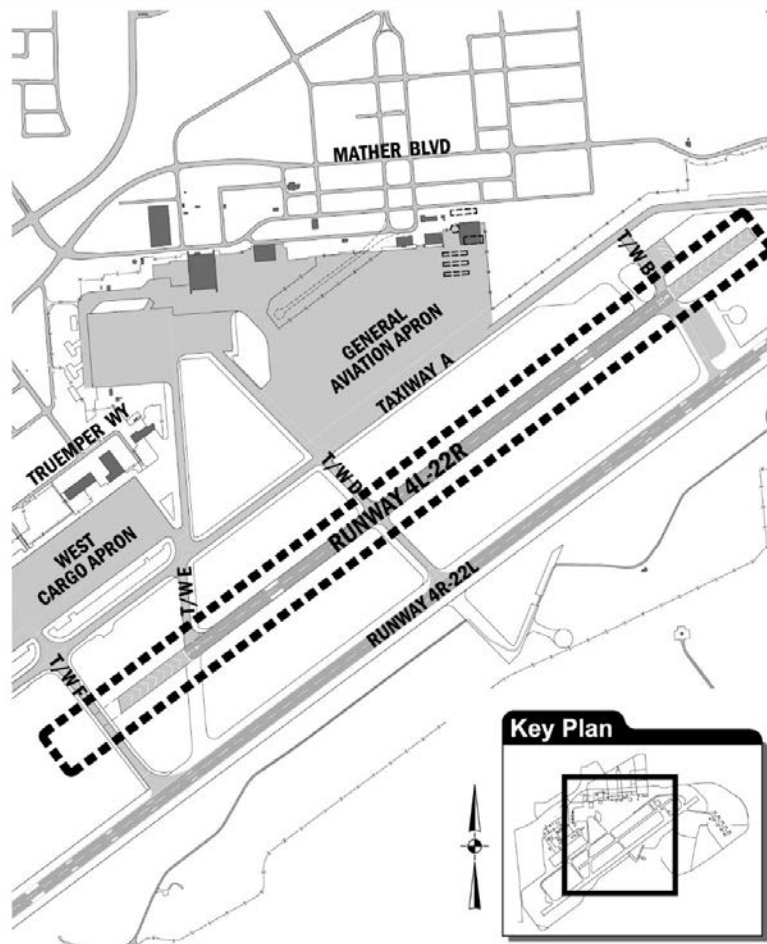 MATHER BLVD
T/W B
GENERAL
AVIATION APRON
TAXIWAY A
TRUEMPER WY
T/W D
RUNWAY 4L-22R
WEST
CARGO APRON
T/W E
RUNWAY 4R-22L
T/W F
Key Plan